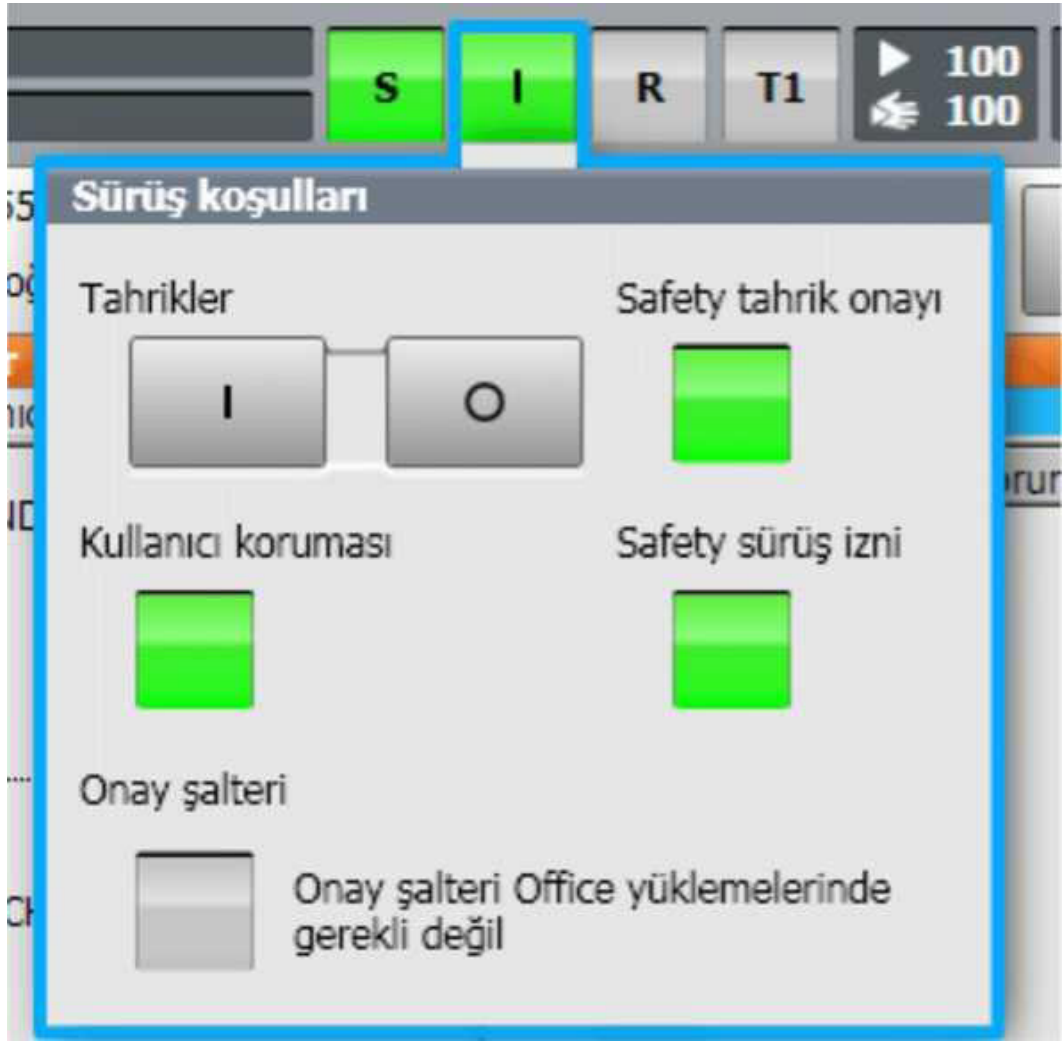 S I R T1 100
100
Sürüş koşulları
Tahrikler
Safety tahrik onayı
I O
Kullanıcı koruması
Safety sürüş izni
Onay şalteri
Onay şalteri Office yüklemelerinde
gerekli değil